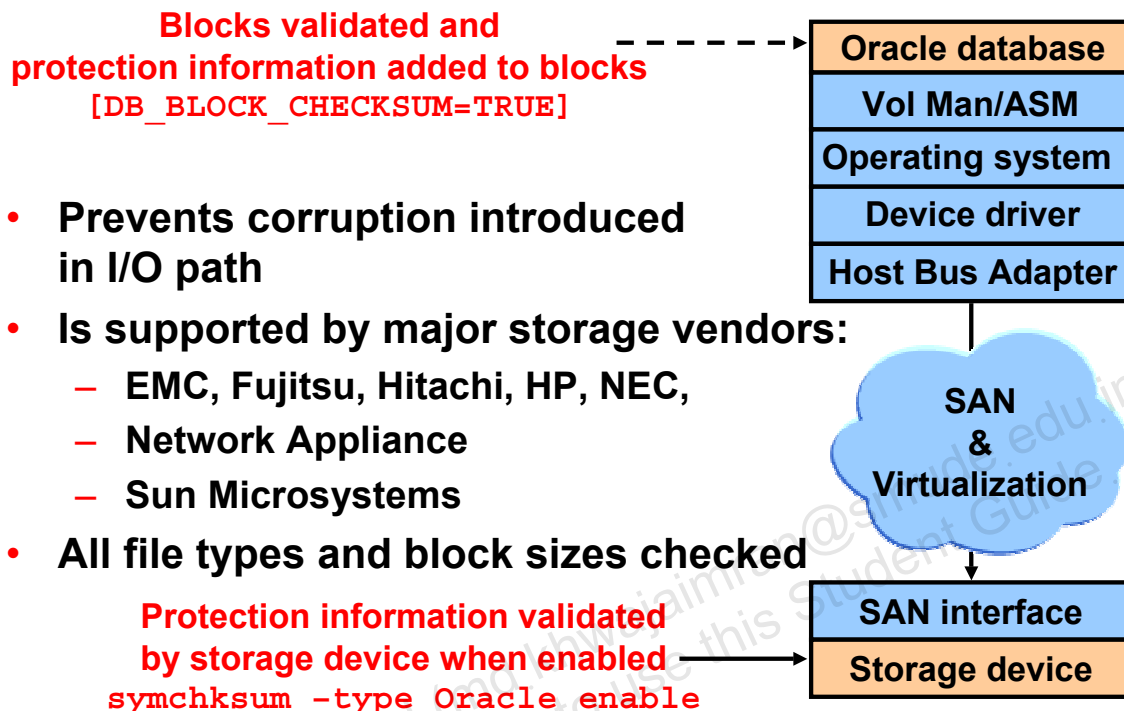 Blocks validated and
protection information added to blocks
[DB_BLOCK_CHECKSUM=TRUE]
• Prevents corruption introduced
in I/O path
• Is supported by major storage vendors:
– EMC, Fujitsu, Hitachi, HP, NEC,
– Network Appliance
– Sun Microsystems
• All file types and block sizes checked
Protection information validated
by storage device when enabled
symchksum –type Oracle enable
Oracle database
Vol Man/ASM
Operating system
Device driver
Host Bus Adapter
SAN
&
Virtualization
SAN interface
Storage device
this Student Guide.